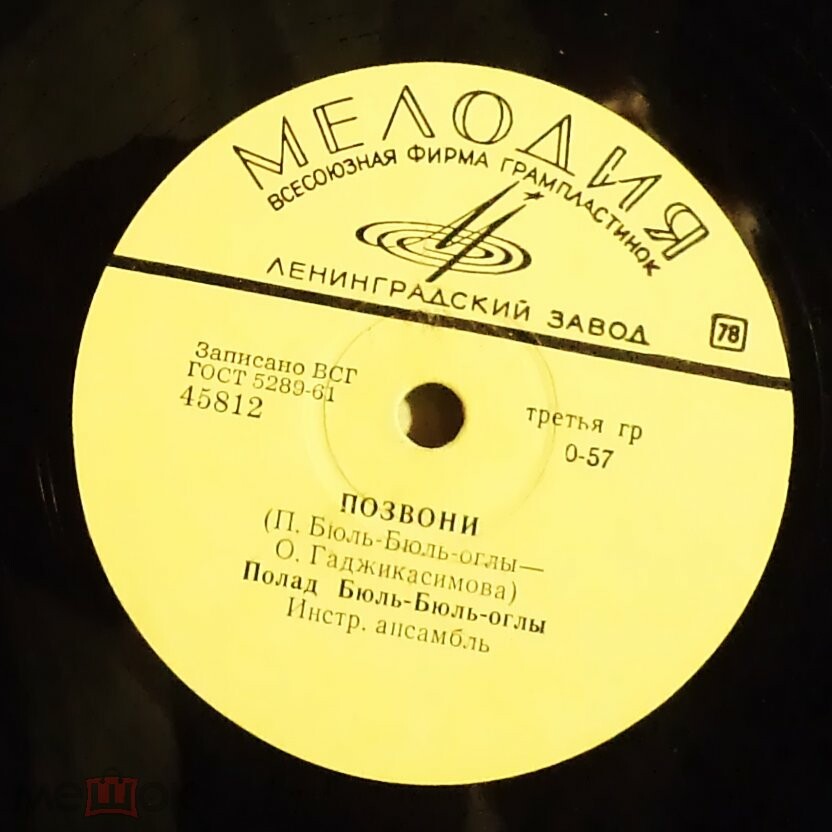 МЕЛОДИЯ
ВСЕСОЮЗНАЯ ФИРМА ГРАМПЛАСТИНОК
ЛЕНИНГРАДСКИЙ ЗАВОД
78
Записано ВСГ
ГОСТ 5289-61
45812
третья гр
0-57
ПОЗВОНИ
(П. Бюль-Бюль-оглы—
О. Гаджикасимова)
Полад Бюль-Бюль-оглы
Инстр. ансамбль
мешок